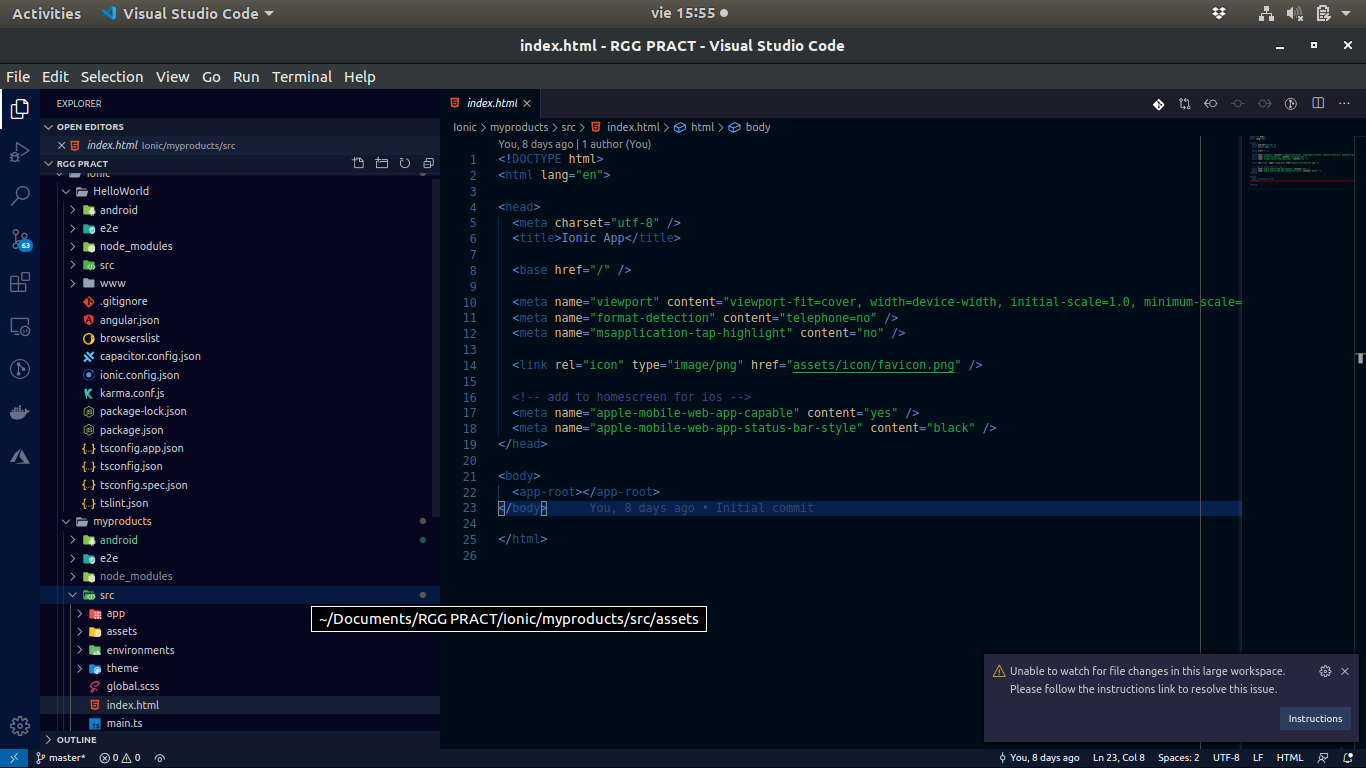 Activities
Visual Studio Code
vie 15:55
index.html - RGG PRACT - Visual Studio Code
File Edit Selection View Go Run Terminal Help
EXPLORER
OPEN EDITORS
index.html Ionic/myproducts/src
RGG PRACT
Ionic
HelloWorld
android
e2e
node_modules
src
www
.gitignore
angular.json
browserslist
capacitor.config.json
ionic.config.json
karma.conf.js
package-lock.json
package.json
tsconfig.app.json
tsconfig.json
tsconfig.spec.json
tslint.json
myproducts
android
e2e
node_modules
src
app
assets
environments
theme
global.scss
index.html
main.ts
OUTLINE
63
index.html
Ionic > myproducts > src > index.html > html > body
You, 8 days ago | 1 author (You)
1 <!DOCTYPE html>
2 <html lang="en">
3
4 <head>
5 <meta charset="utf-8" />
6 <title>Ionic App</title>
7
8 <base href="/" />
9
10 <meta name="viewport" content="viewport-fit=cover, width=device-width, initial-scale=1.0, minimum-scale=
11 <meta name="format-detection" content="telephone=no" />
12 <meta name="msapplication-tap-highlight" content="no" />
13
14 <link rel="icon" type="image/png" href="assets/icon/favicon.png" />
15
16 <!-- add to homescreen for ios -->
17 <meta name="apple-mobile-web-app-capable" content="yes" />
18 <meta name="apple-mobile-web-app-status-bar-style" content="black" />
19 </head>
20
21 <body>
22 <app-root></app-root>
23 </body> You, 8 days ago • Initial commit
24
25 </html>
26
~/Documents/RGG PRACT/Ionic/myproducts/src/assets
Unable to watch for file changes in this large workspace.
Please follow the instructions link to resolve this issue.
Instructions
master* 0 0
You, 8 days ago Ln 23, Col 8 Spaces: 2 UTF-8 LF HTML